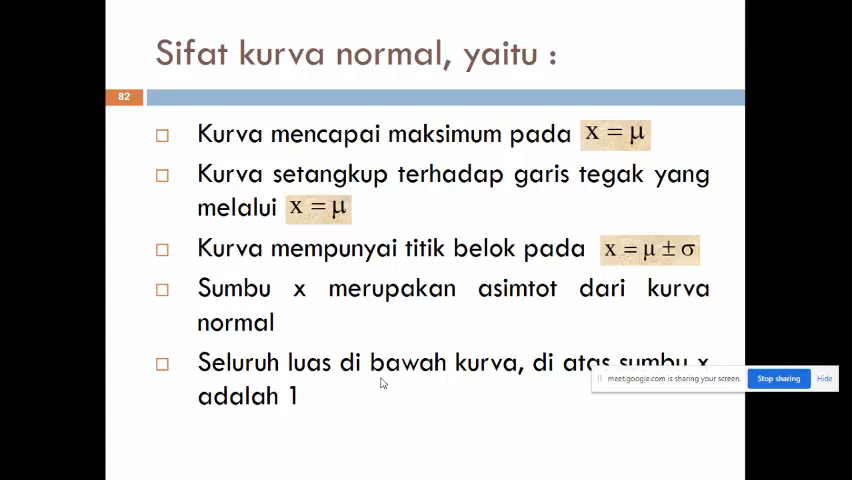 Sifat kurva normal, yaitu :
82
Kurva mencapai maksimum pada x = μ
Kurva setangkup terhadap garis tegak yang
melalui x = μ
Kurva mempunyai titik belok pada x = μ ± σ
Sumbu x merupakan asimtot dari kurva
normal
Seluruh luas di bawah kurva, di atas sumbu x
adalah 1
meet.google.com is sharing your screen. Stop sharing Hide